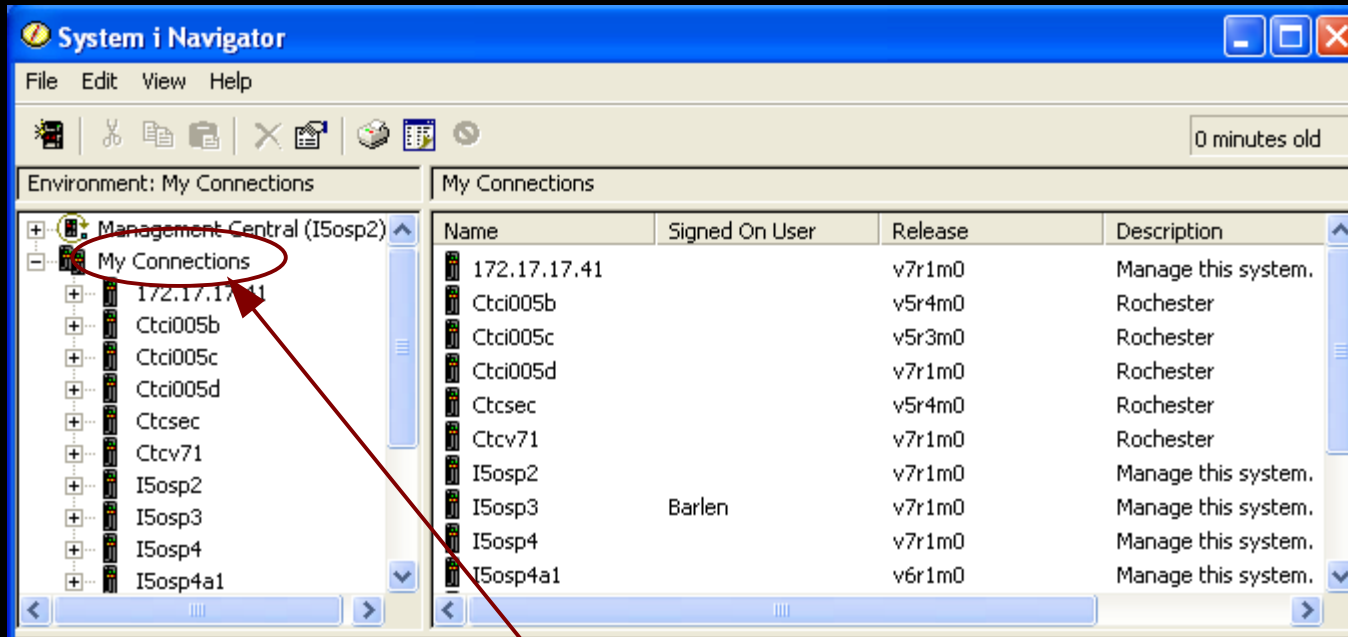 System i Navigator
File Edit View Help
0 minutes old
Environment: My Connections
My Connections
Management Central (I5osp2)
My Connections
172.17.17.41
Ctci005b
Ctci005c
Ctci005d
Ctcsec
Ctcv71
I5osp2
I5osp3
I5osp4
I5osp4a1
Name Signed On User Release Description
172.17.17.41 v7r1m0 Manage this system.
Ctci005b v5r4m0 Rochester
Ctci005c v5r3m0 Rochester
Ctci005d v7r1m0 Rochester
Ctcsec v5r4m0 Rochester
Ctcv71 v7r1m0 Rochester
I5osp2 v7r1m0 Manage this system.
I5osp3 Barlen v7r1m0 Manage this system.
I5osp4 v7r1m0 Manage this system.
I5osp4a1 v6r1m0 Manage this system.